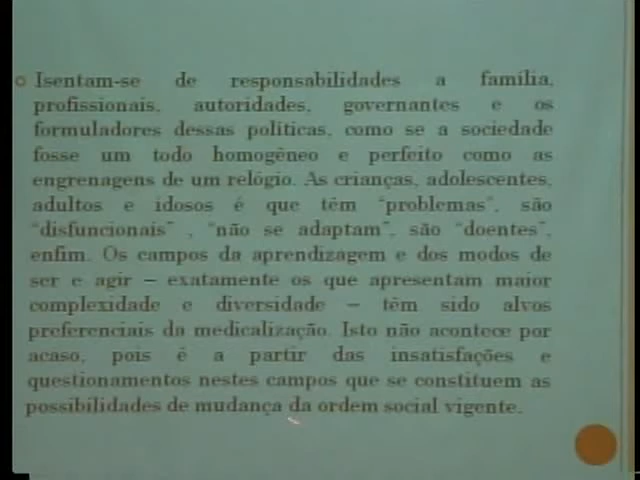 Isentam-se de responsabilidades a família,
profissionais, autoridades, governantes e os
formuladores dessas políticas, como se a sociedade
fosse um todo homogêneo e perfeito como as
engrenagens de um relógio. As crianças, adolescentes,
adultos e idosos é que têm "problemas", são
"disfuncionais" , "não se adaptam", são "doentes",
enfim. Os campos da aprendizagem e dos modos de
ser e agir – exatamente os que apresentam maior
complexidade e diversidade – têm sido alvos
preferenciais da medicalização. Isto não acontece por
acaso, pois é a partir das insatisfações e
questionamentos nestes campos que se constituem as
possibilidades de mudança da ordem social vigente.